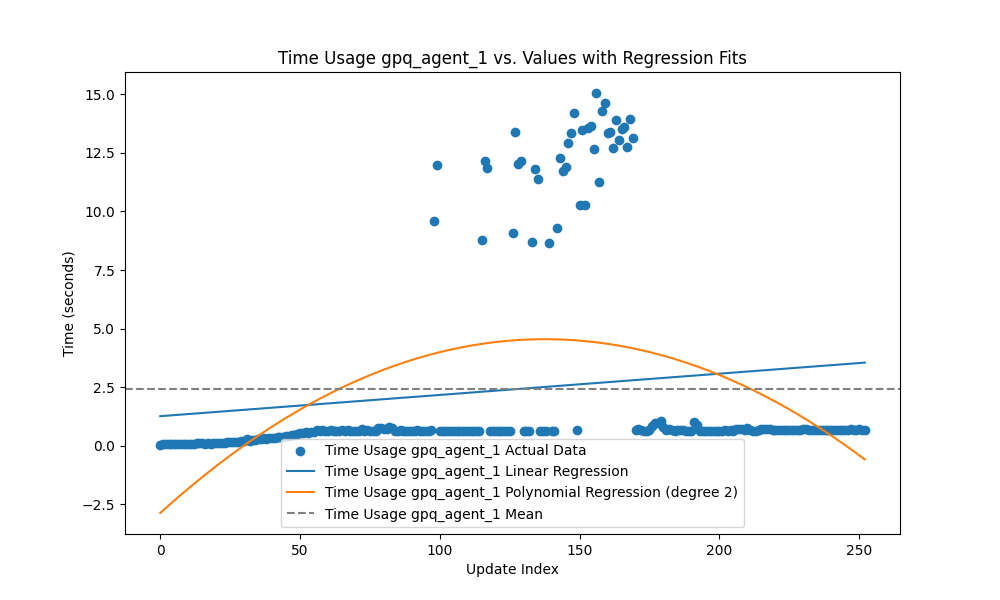 Time Usage gpq_agent_1 vs. Values with Regression Fits
15.0
12.5
10.0
7.5
5.0
2.5
0.0
−2.5
Time (seconds)
Time Usage gpq_agent_1 Actual Data
Time Usage gpq_agent_1 Linear Regression
Time Usage gpq_agent_1 Polynomial Regression (degree 2)
Time Usage gpq_agent_1 Mean
0 50 100 150 200 250
Update Index